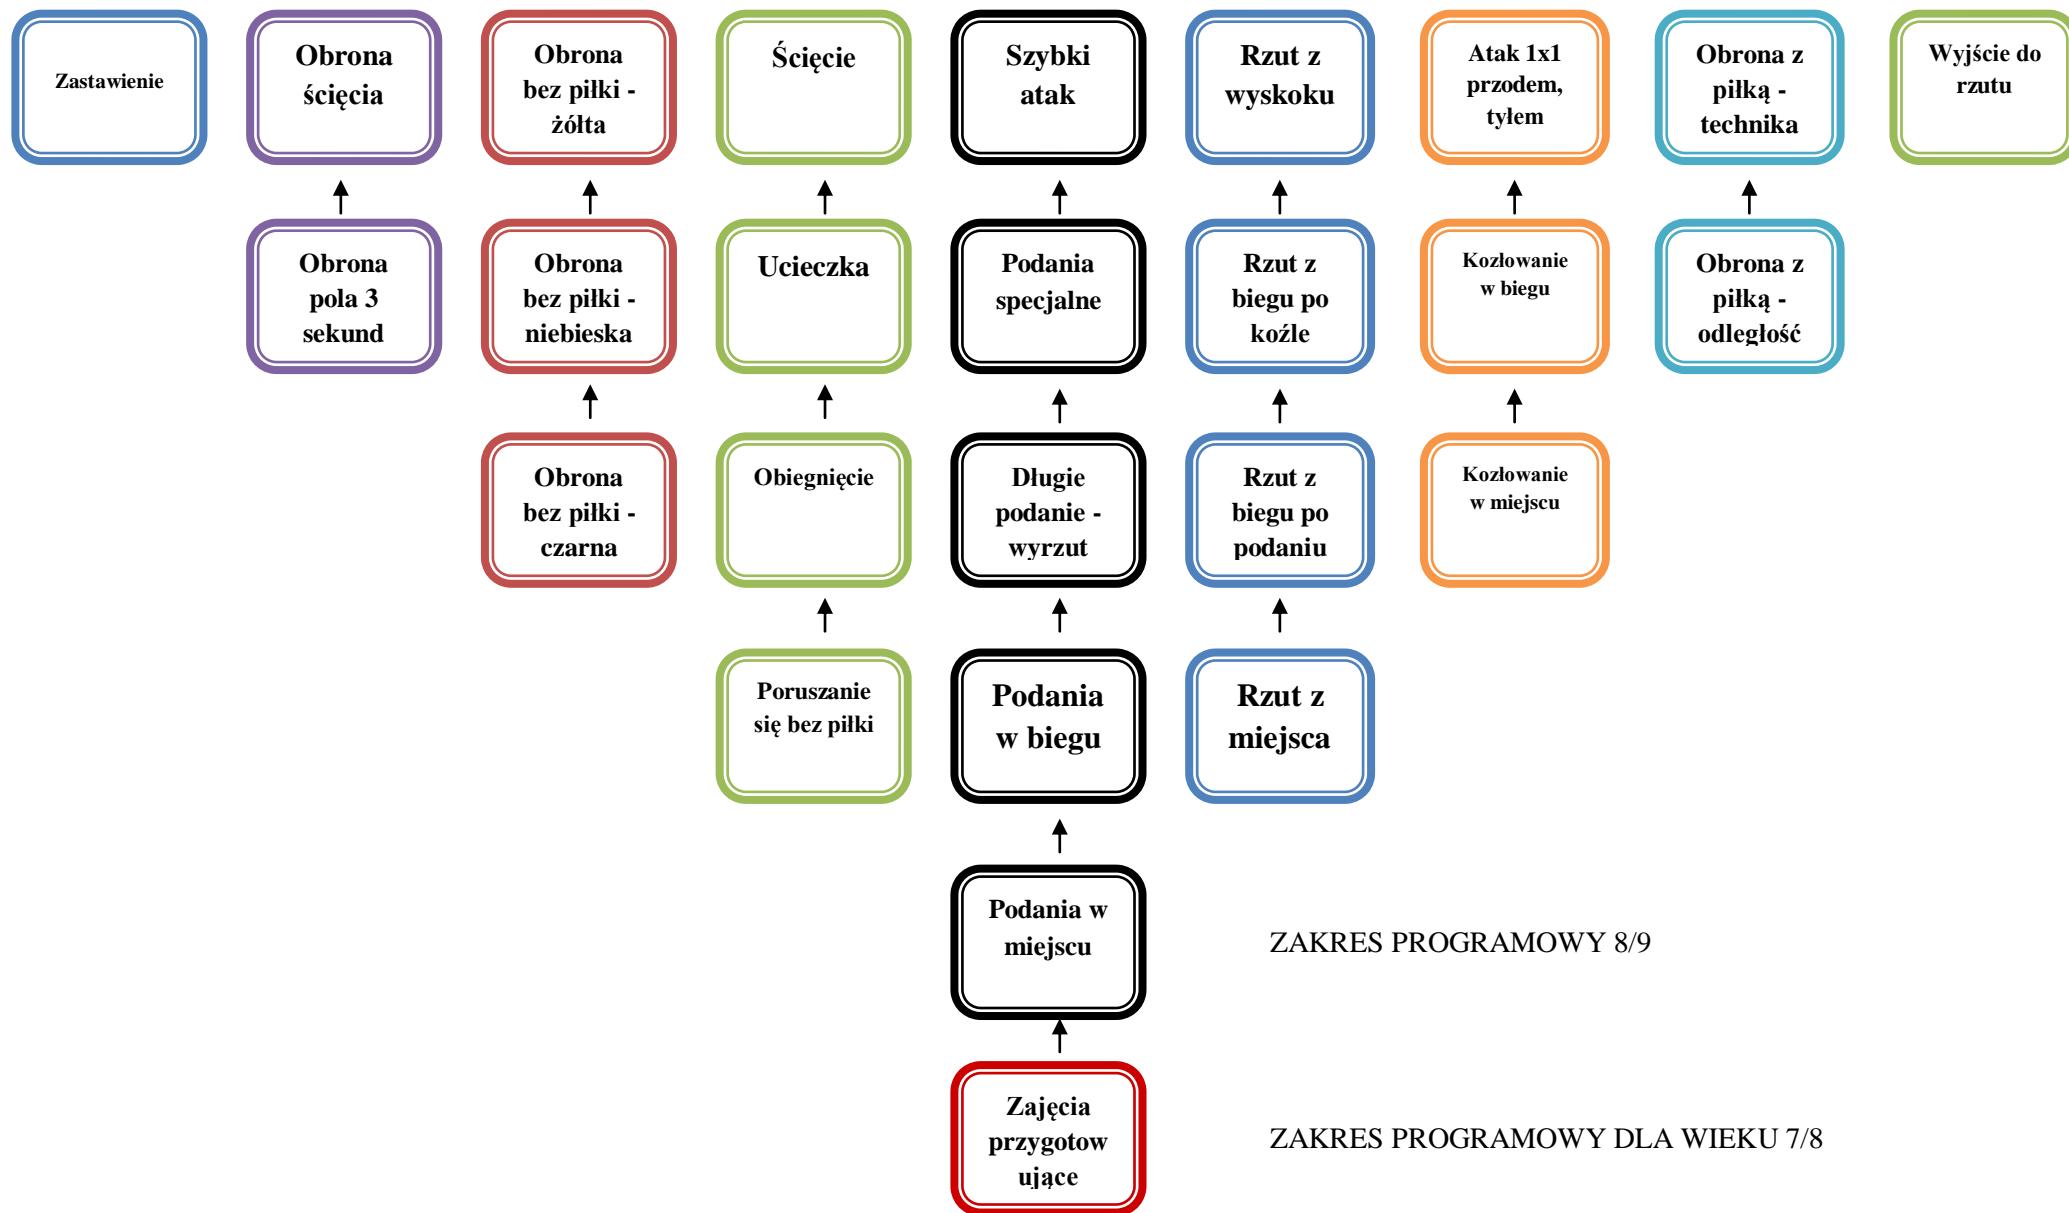 Zastawienie
Obrona
ścięcia
Obrona
bez piłki -
żółta
Ścięcie
Szybki
atak
Rzut z
wyskoku
Atak 1x1
przodem,
tyłem
Obrona z
piłką -
technika
Wyjście do
rzutu
Obrona
pola 3
sekund
Obrona
bez piłki -
niebieska
Ucieczka
Podania
specjalne
Rzut z
biegu po
koźle
Kozłowanie
w biegu
Obrona z
piłką -
odległość
Obrona
bez piłki -
czarna
Obiegnięcie
Długie
podanie -
wyrzut
Rzut z
biegu po
podaniu
Kozłowanie
w miejscu
Poruszanie
się bez piłki
Podania
w biegu
Rzut z
miejsca
Podania w
miejscu
ZAKRES PROGRAMOWY 8/9
Zajęcia
przygotow
ujące
ZAKRES PROGRAMOWY DLA WIEKU 7/8